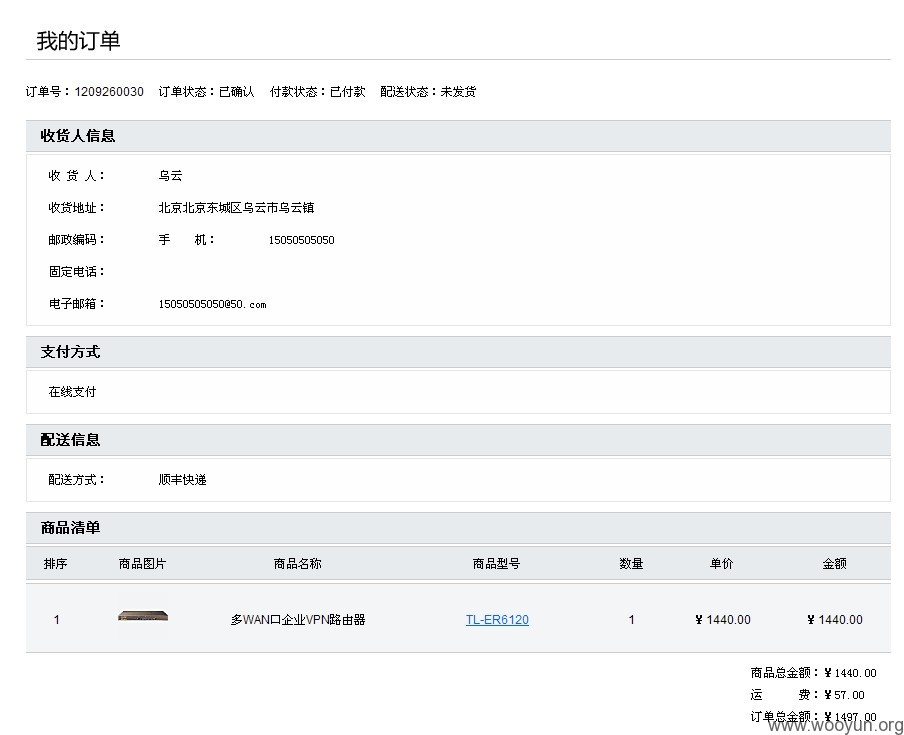 我的订单
订单号：1209260030 订单状态：已确认 付款状态：已付款 配送状态：未发货
收货人信息
收 货 人： 乌云
收货地址： 北京北京东城区乌云市乌云镇
邮政编码： 手 机： 15050505050
固定电话：
电子邮箱： 15050505050@50.com
支付方式
在线支付
配送信息
配送方式： 顺丰快递
商品清单
排序 商品图片 商品名称 商品型号 数量 单价 金额
1 多WAN口企业VPN路由器 TL-ER6120 1 ¥ 1440.00 ¥ 1440.00
商品总金额：¥1440.00
运 费：¥57.00
订单总金额：¥1497.00
www.wooyun.org